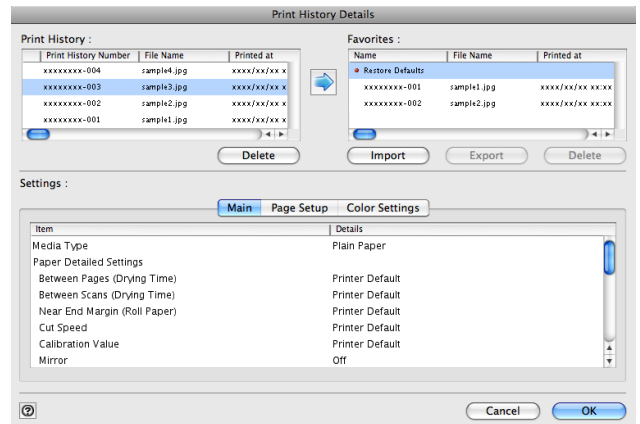 Print History Details
Print History :
Print History Number File Name Printed at
xxxxxxxx-004 sample4.jpg xxxx/xx/xx x
xxxxxxxx-003 sample3.jpg xxxx/xx/xx x
xxxxxxxx-002 sample2.jpg xxxx/xx/xx x
xxxxxxxx-001 sample1.jpg xxxx/xx/xx x
Delete
Favorites :
Name File Name Printed at
Restore Defaults
xxxxxxxx-001 sample1.jpg xxxx/xx/xx xx:xx
xxxxxxxx-002 sample2.jpg xxxx/xx/xx xx:xx
Import Export Delete
Settings :
Main Page Setup Color Settings
Item Details
Media Type Plain Paper
Paper Detailed Settings
Between Pages (Drying Time) Printer Default
Between Scans (Drying Time) Printer Default
Near End Margin (Roll Paper) Printer Default
Cut Speed Printer Default
Calibration Value Printer Default
Mirror Off
? Cancel OK